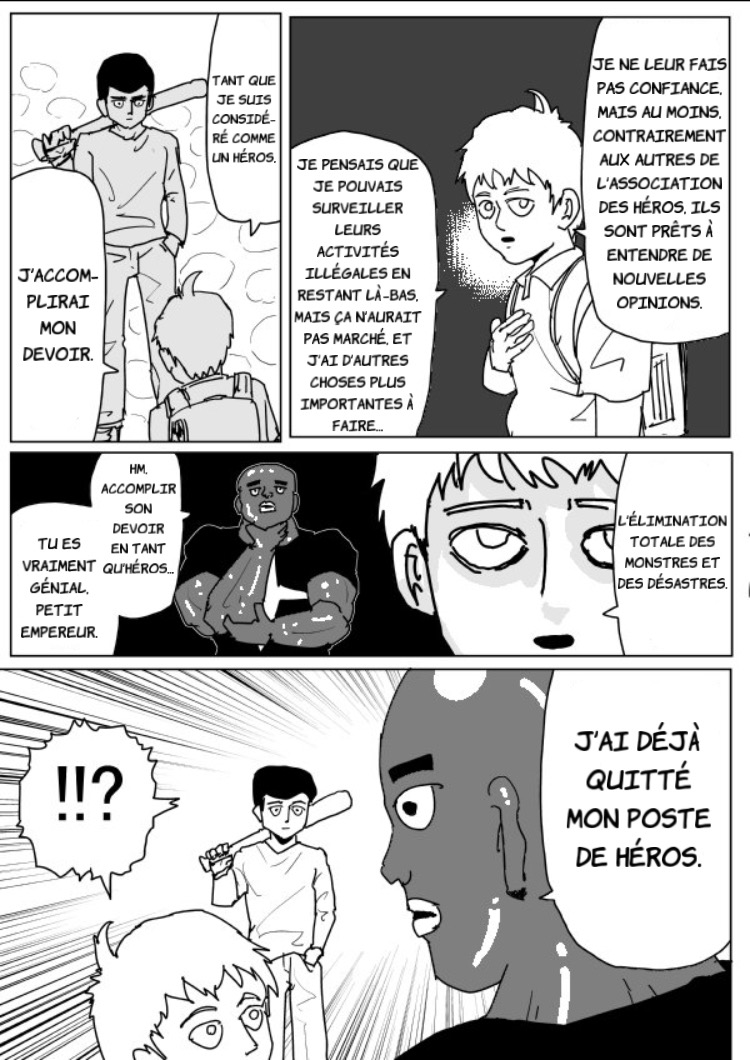 JE NE LEUR FAIS
PAS CONFIANCE,
MAIS AU MOINS,
CONTRAIREMENT
AUX AUTRES DE
L'ASSOCIATION
DES HÉROS, ILS
SONT PRÊTS À
ENTENDRE DE
NOUVELLES
OPINIONS.
JE PENSAIS QUE
JE POUVAIS
SURVEILLER
LEURS
ACTIVITÉS
ILLÉGALES EN
RESTANT LÀ-BAS,
MAIS ÇA N'AURAIT
PAS MARCHÉ, ET
J'AI D'AUTRES
CHOSES PLUS
IMPORTANTES À
FAIRE...
TANT QUE
JE SUIS
CONSIDÉ-
RÉ COMME
UN HÉROS,
J'ACCOM-
PLIRAI
MON
DEVOIR.
L'ÉLIMINATION
TOTALE DES
MONSTRES ET
DES DÉSASTRES.
HM,
ACCOMPLIR
SON
DEVOIR
EN TANT
QU'HÉROS...
TU ES
VRAIMENT
GÉNIAL,
PETIT
EMPEREUR.
J'AI DÉJÀ
QUITTÉ
MON POSTE
DE HÉROS.
!!?